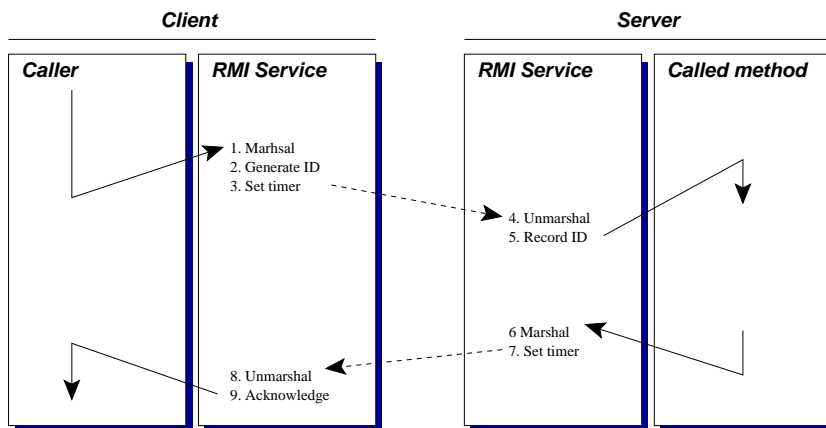 Client
Server
Caller
RMI Service
RMI Service
Called method
1. Marhsal
2. Generate ID
3. Set timer
4. Unmarshal
5. Record ID
6 Marshal
7. Set timer
8. Unmarshal
9. Acknowledge